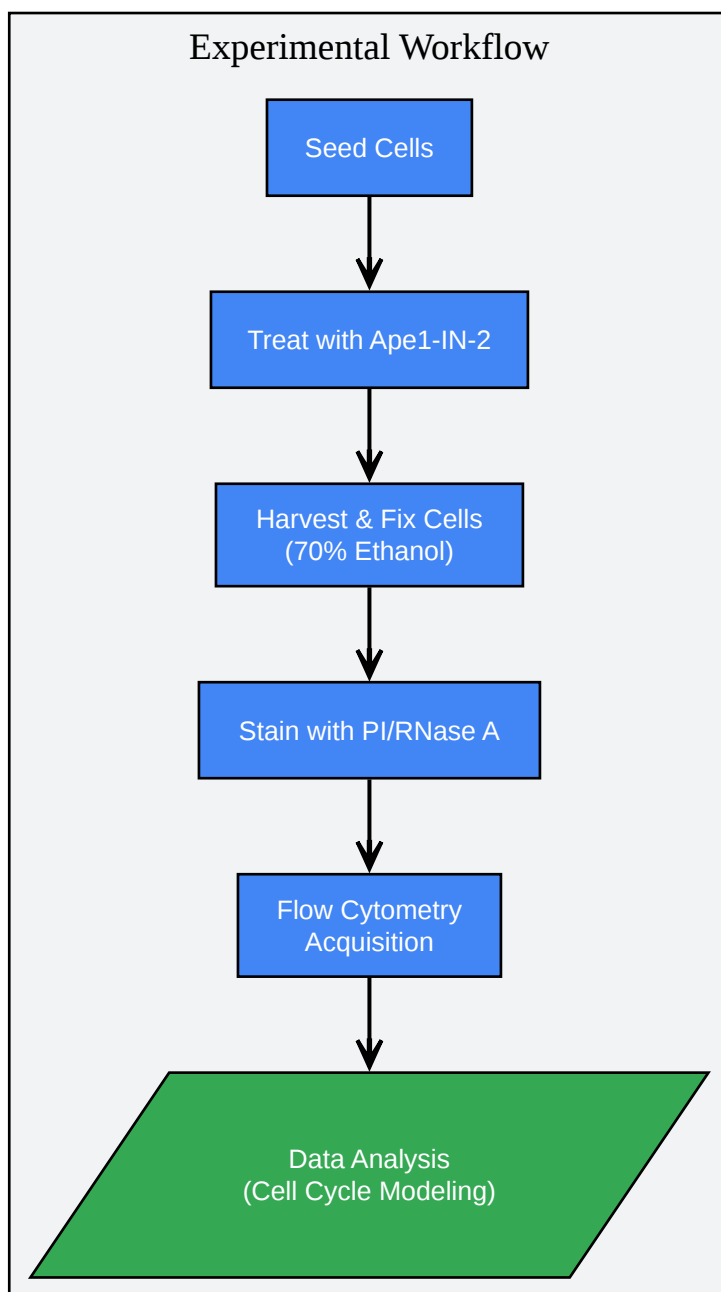 Experimental Workflow
Seed Cells
Treat with Ape1-IN-2
Harvest & Fix Cells
(70% Ethanol)
Stain with PI/RNase A
Flow Cytometry
Acquisition
Data Analysis
(Cell Cycle Modeling)